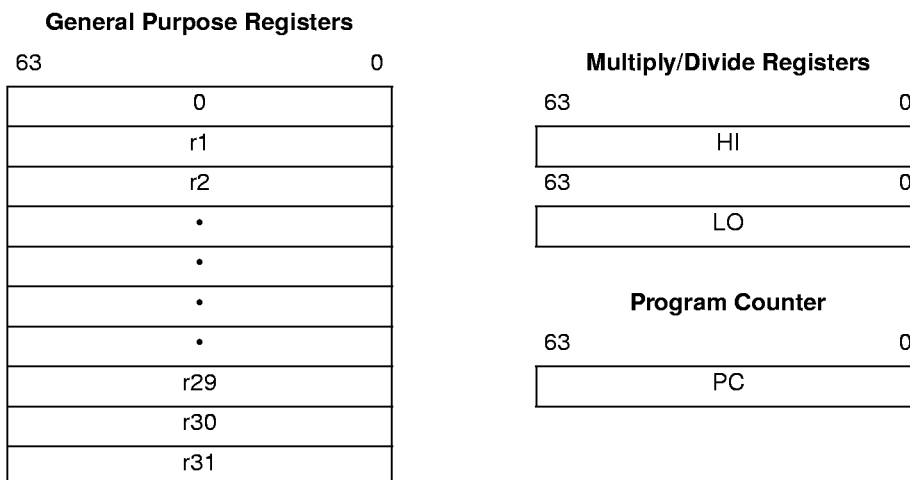 General Purpose Registers
63 0
0
r1
r2
•
•
•
•
r29
r30
r31
Multiply/Divide Registers
63 0
HI
63 0
LO
Program Counter
63 0
PC